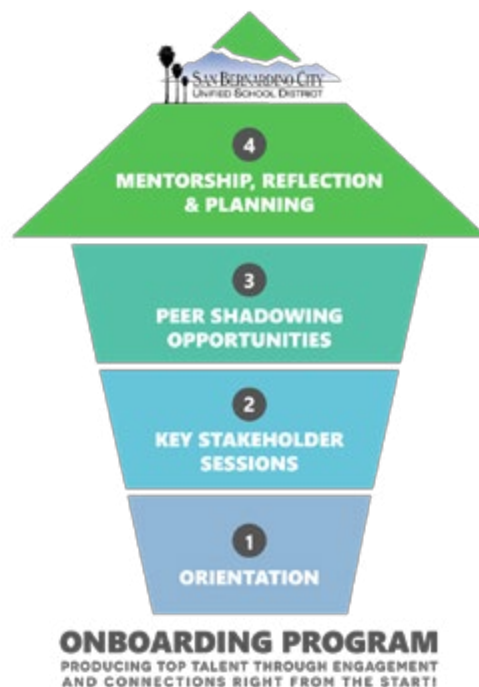 SAN BERNARDINO CITY
UNIFIED SCHOOL DISTRICT
4
MENTORSHIP, REFLECTION
& PLANNING
3
PEER SHADOWING
OPPORTUNITIES
2
KEY STAKEHOLDER
SESSIONS
1
ORIENTATION
ONBOARDING PROGRAM
PRODUCING TOP TALENT THROUGH ENGAGEMENT
AND CONNECTIONS RIGHT FROM THE START!